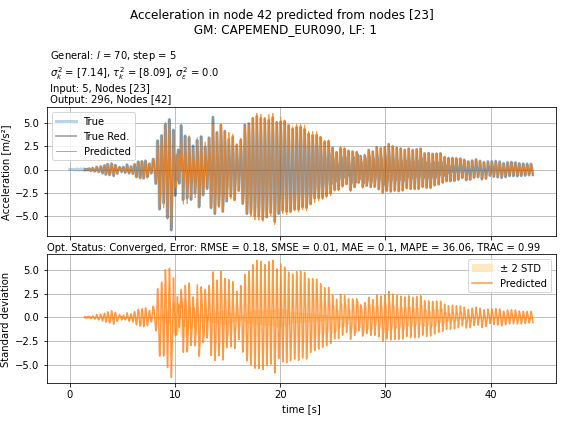 Acceleration in node 42 predicted from nodes [23]
GM: CAPEMEND_EUR090, LF: 1
General: l = 70, step = 5
σ²ₖ = [7.14], τ²ₖ = [8.09], σ²ε = 0.0
Input: 5, Nodes [23]
Output: 296, Nodes [42]
Acceleration [m/s²]
5.0
2.5
0.0
−2.5
−5.0
True
True Red.
Predicted
Opt. Status: Converged, Error: RMSE = 0.18, SMSE = 0.01, MAE = 0.1, MAPE = 36.06, TRAC = 0.99
Standard deviation
5.0
2.5
0.0
−2.5
−5.0
± 2 STD
Predicted
0 10 20 30 40
time [s]